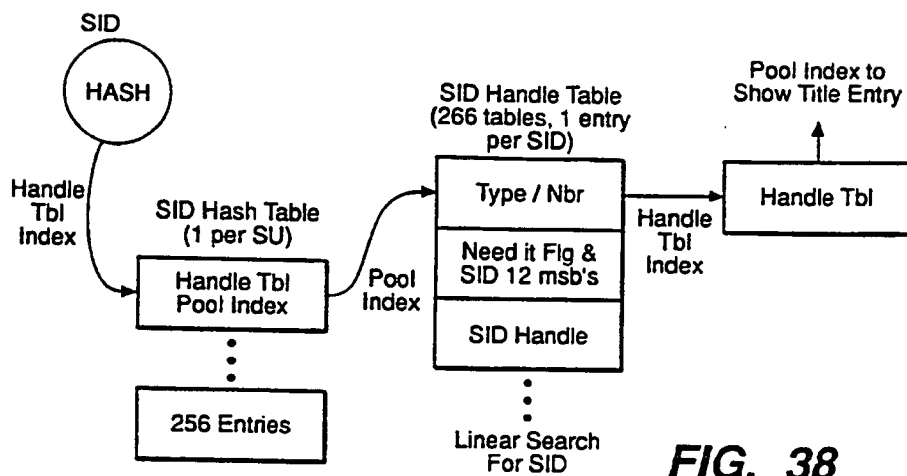 SID
HASH
Handle
Tbl
Index
SID Hash Table
(1 per SU)
Handle Tbl
Pool Index
256 Entries
Pool
Index
SID Handle Table
(266 tables, 1 entry
per SID)
Type / Nbr
Need it Flg &
SID 12 msb's
SID Handle
Linear Search
For SID
Handle
Tbl
Index
Pool Index to
Show Title Entry
Handle Tbl
FIG. 38